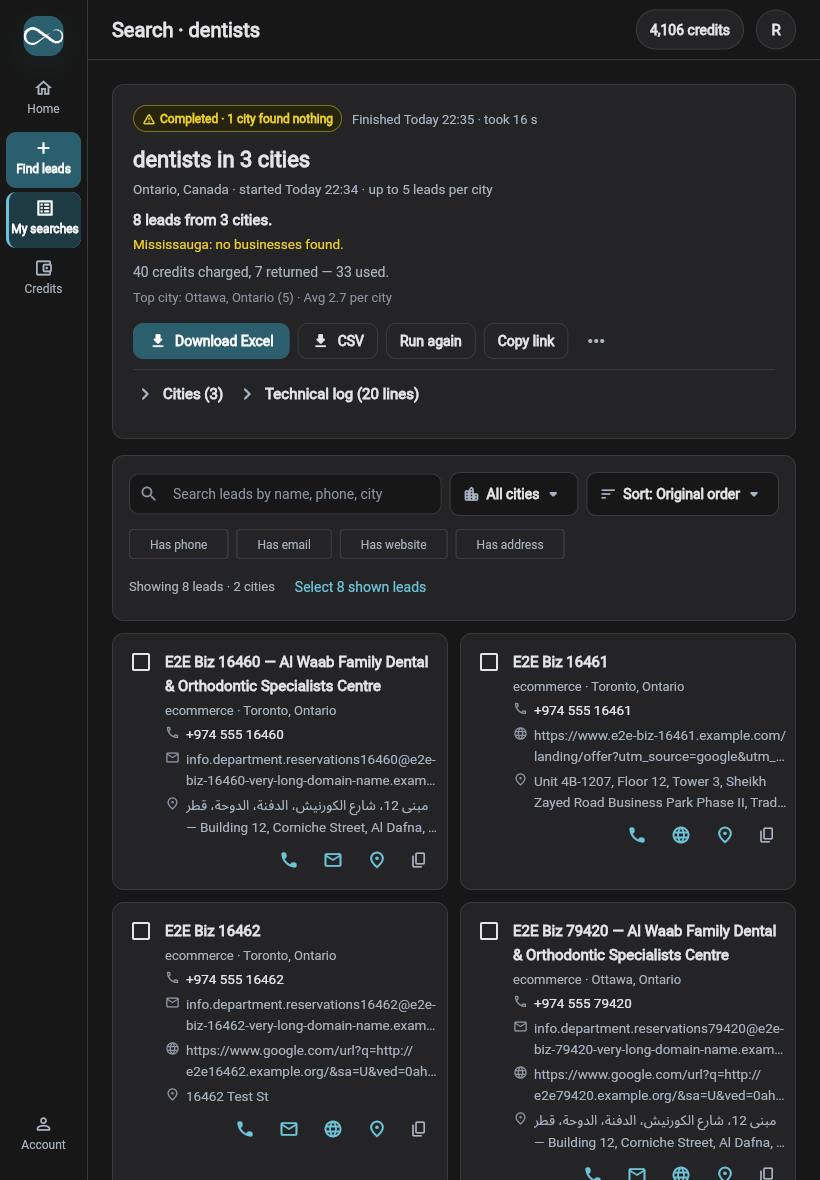 Search · dentists
4,106 credits
R
Home
Find leads
My searches
Credits
Account
Completed · 1 city found nothing
Finished Today 22:35 · took 16 s
dentists in 3 cities
Ontario, Canada · started Today 22:34 · up to 5 leads per city
8 leads from 3 cities.
Mississauga: no businesses found.
40 credits charged, 7 returned — 33 used.
Top city: Ottawa, Ontario (5) · Avg 2.7 per city
Download Excel
CSV
Run again
Copy link
Cities (3)
Technical log (20 lines)
Search leads by name, phone, city
All cities
Sort: Original order
Has phone
Has email
Has website
Has address
Showing 8 leads · 2 cities
Select 8 shown leads
E2E Biz 16460 — Al Waab Family Dental
& Orthodontic Specialists Centre
ecommerce · Toronto, Ontario
+974 555 16460
info.department.reservations16460@e2e-
biz-16460-very-long-domain-name.exam…
مبنى 12، شارع الكورنيش، الدفنة، الدوحة، قطر
— Building 12, Corniche Street, Al Dafna, …
E2E Biz 16461
ecommerce · Toronto, Ontario
+974 555 16461
https://www.e2e-biz-16461.example.com/
landing/offer?utm_source=google&utm_…
Unit 4B-1207, Floor 12, Tower 3, Sheikh
Zayed Road Business Park Phase II, Trad…
E2E Biz 16462
ecommerce · Toronto, Ontario
+974 555 16462
info.department.reservations16462@e2e-
biz-16462-very-long-domain-name.exam…
https://www.google.com/url?q=http://
e2e16462.example.org/&sa=U&ved=0ah…
16462 Test St
E2E Biz 79420 — Al Waab Family Dental
& Orthodontic Specialists Centre
ecommerce · Ottawa, Ontario
+974 555 79420
info.department.reservations79420@e2e-
biz-79420-very-long-domain-name.exam…
https://www.google.com/url?q=http://
e2e79420.example.org/&sa=U&ved=0ah…
مبنى 12، شارع الكورنيش، الدفنة، الدوحة، قطر
— Building 12, Corniche Street, Al Dafna, …